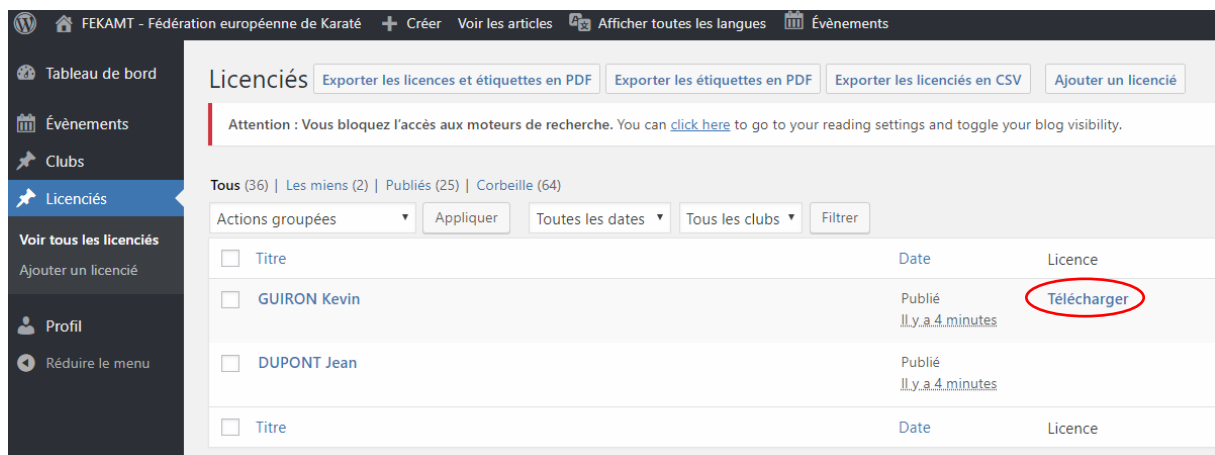 FEKAMT - Fédération européenne de Karaté + Créer Voir les articles Afficher toutes les langues Évènements
Tableau de bord
Évènements
Clubs
Licenciés
Voir tous les licenciés
Ajouter un licencié
Profil
Réduire le menu
Licenciés Exporter les licences et étiquettes en PDF Exporter les étiquettes en PDF Exporter les licenciés en CSV Ajouter un licencié
Attention : Vous bloquez l'accès aux moteurs de recherche. You can click here to go to your reading settings and toggle your blog visibility.
Tous (36) | Les miens (2) | Publiés (25) | Corbeille (64)
Actions groupées Appliquer Toutes les dates Tous les clubs Filtrer
Titre Date Licence
GUIRON Kevin Publié Télécharger
Il y a 4 minutes
DUPONT Jean Publié
Il y a 4 minutes
Titre Date Licence